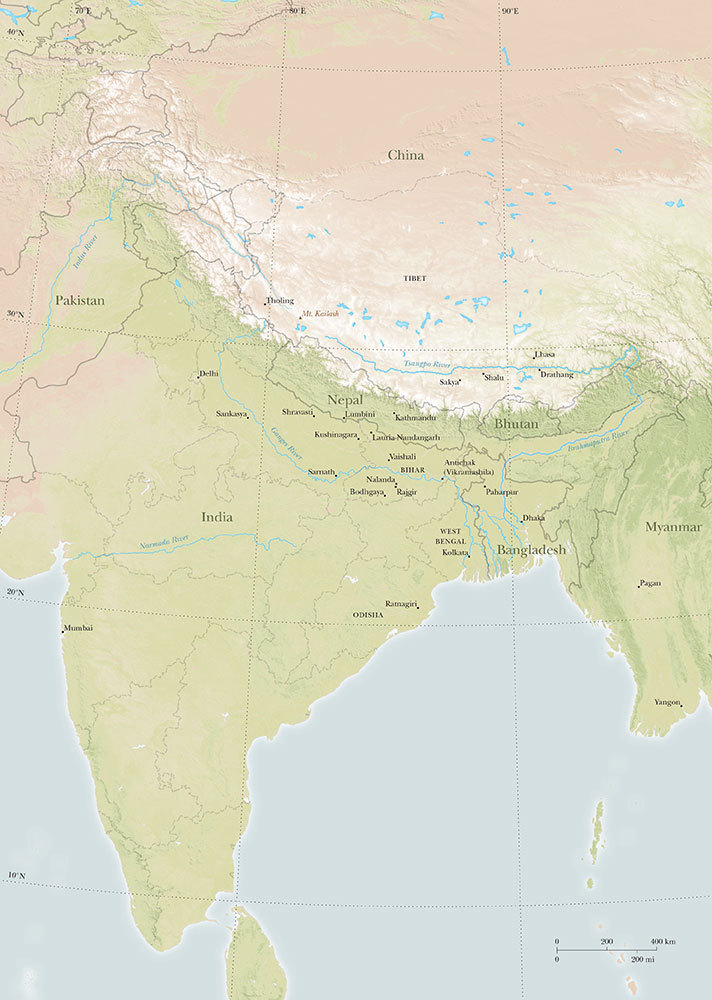 70°E
80°E
90°E
40°N
China
Indus River
TIBET
Pakistan
Tholing
Mt. Kailash
30°N
Lhasa
Tsangpo River
Delhi
Sakya
Shalu
Drathang
Nepal
Sankasya
Shravasti
Lumbini
Kathmandu
Bhutan
Ganges River
Kushinagara
Lauria-Nandangarh
Brahmaputra River
Vaishali
Sarnath
BIHAR
Antichak
(Vikramashila)
Nalanda
Bodhgaya
Rajgir
Paharpur
India
Dhaka
Myanmar
Narmada River
WEST
BENGAL
Kolkata
Bangladesh
Pagan
20°N
Ratnagiri
ODISHA
Mumbai
Yangon
10°N
0 200 400 km
0 200 mi